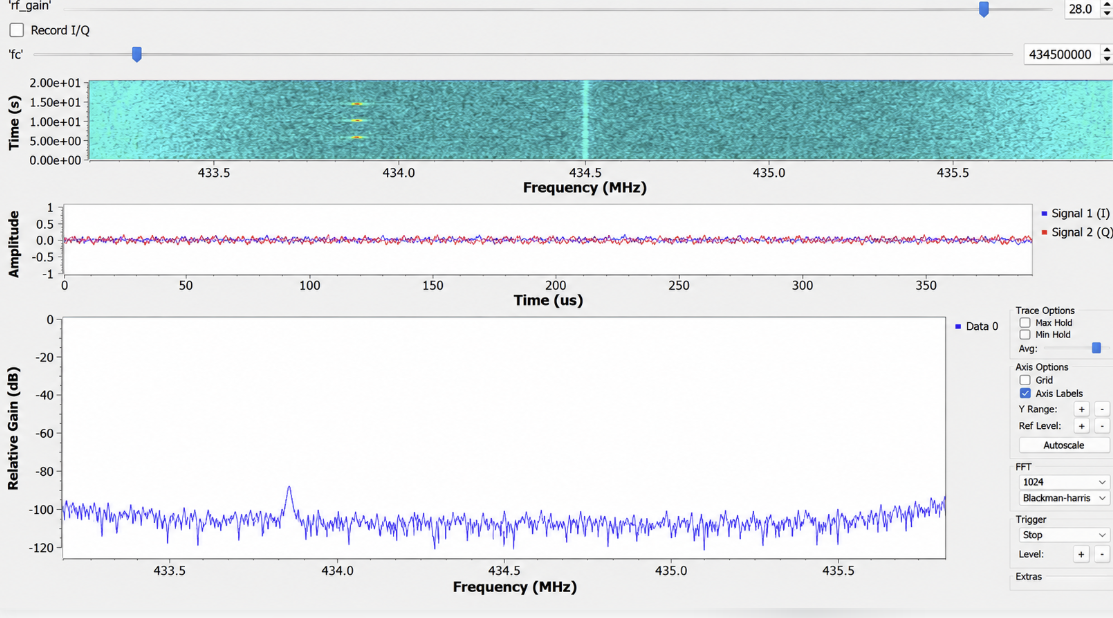 'rf_gain'
28.0
Record I/Q
'fc'
434500000
2.00e+01
1.50e+01
1.00e+01
5.00e+00
0.00e+00
Time (s)
433.5 434.0 434.5 435.0 435.5
Frequency (MHz)
Amplitude
1
0.5
0.0
-0.5
-1
Signal 1 (I)
Signal 2 (Q)
0 50 100 150 200 250 300 350
Time (us)
Relative Gain (dB)
0
-20
-40
-60
-80
-100
-120
Data 0
433.5 434.0 434.5 435.0 435.5
Frequency (MHz)
Trace Options
Max Hold
Min Hold
Avg:
Axis Options
Grid
Axis Labels
Y Range: + -
Ref Level: + -
Autoscale
FFT
1024
Blackman-harris
Trigger
Stop
Level: + -
Extras